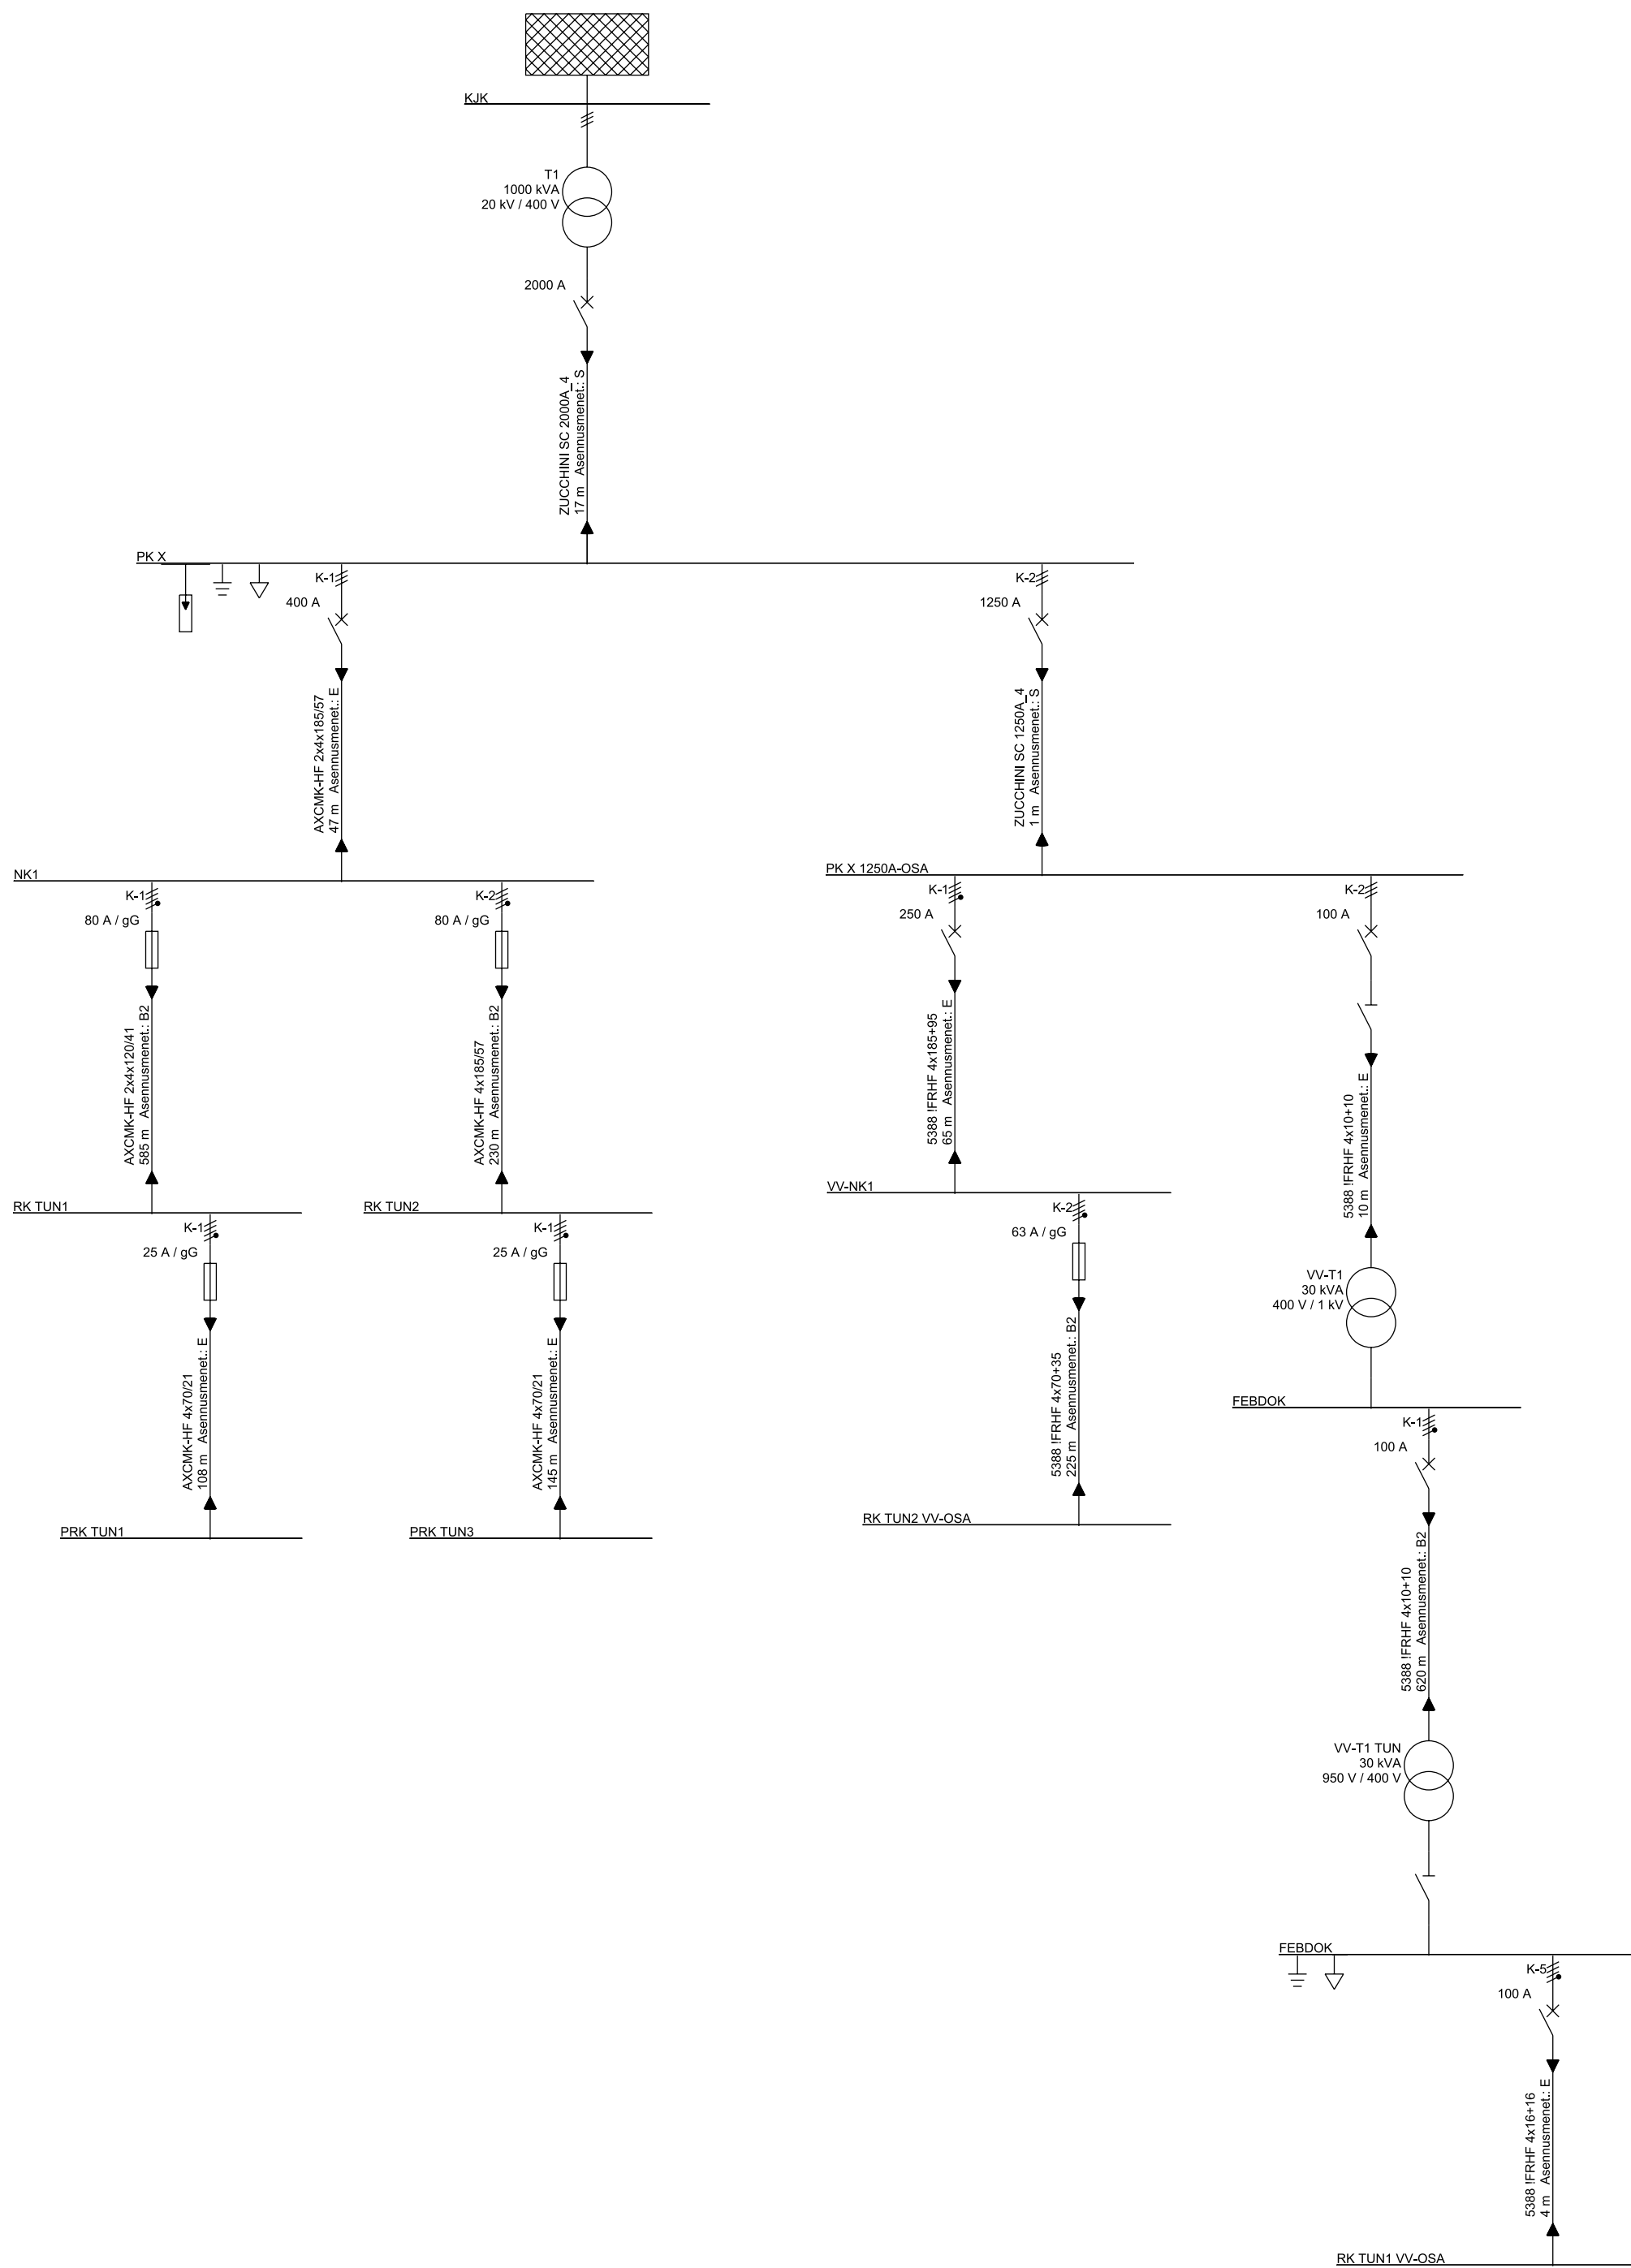 KJK
T1
1000 kVA
20 kV / 400 V
2000 A
ZUCCHINI SC 2000A_4
17 m Asennusmenet.: S
PK X
K-1
400 A
AXCMK-HF 2x4x185/57
47 m Asennusmenet.: E
K-2
1250 A
ZUCCHINI SC 1250A_4
1 m Asennusmenet.: S
NK1
K-1
80 A / gG
AXCMK-HF 2x4x120/41
585 m Asennusmenet.: B2
K-2
80 A / gG
AXCMK-HF 4x185/57
230 m Asennusmenet.: B2
PK X 1250A-OSA
K-1
250 A
5388 !FRHF 4x185+95
65 m Asennusmenet.: E
K-2
100 A
5388 !FRHF 4x10+10
10 m Asennusmenet.: E
RK TUN1
K-1
25 A / gG
AXCMK-HF 4x70/21
108 m Asennusmenet.: E
PRK TUN1
RK TUN2
K-1
25 A / gG
AXCMK-HF 4x70/21
145 m Asennusmenet.: E
PRK TUN3
VV-NK1
K-2
63 A / gG
5388 !FRHF 4x70+35
225 m Asennusmenet.: B2
RK TUN2 VV-OSA
VV-T1
30 kVA
400 V / 1 kV
FEBDOK
K-1
100 A
5388 !FRHF 4x10+10
620 m Asennusmenet.: B2
VV-T1 TUN
30 kVA
950 V / 400 V
FEBDOK
K-5
100 A
5388 !FRHF 4x16+16
4 m Asennusmenet.: E
RK TUN1 VV-OSA